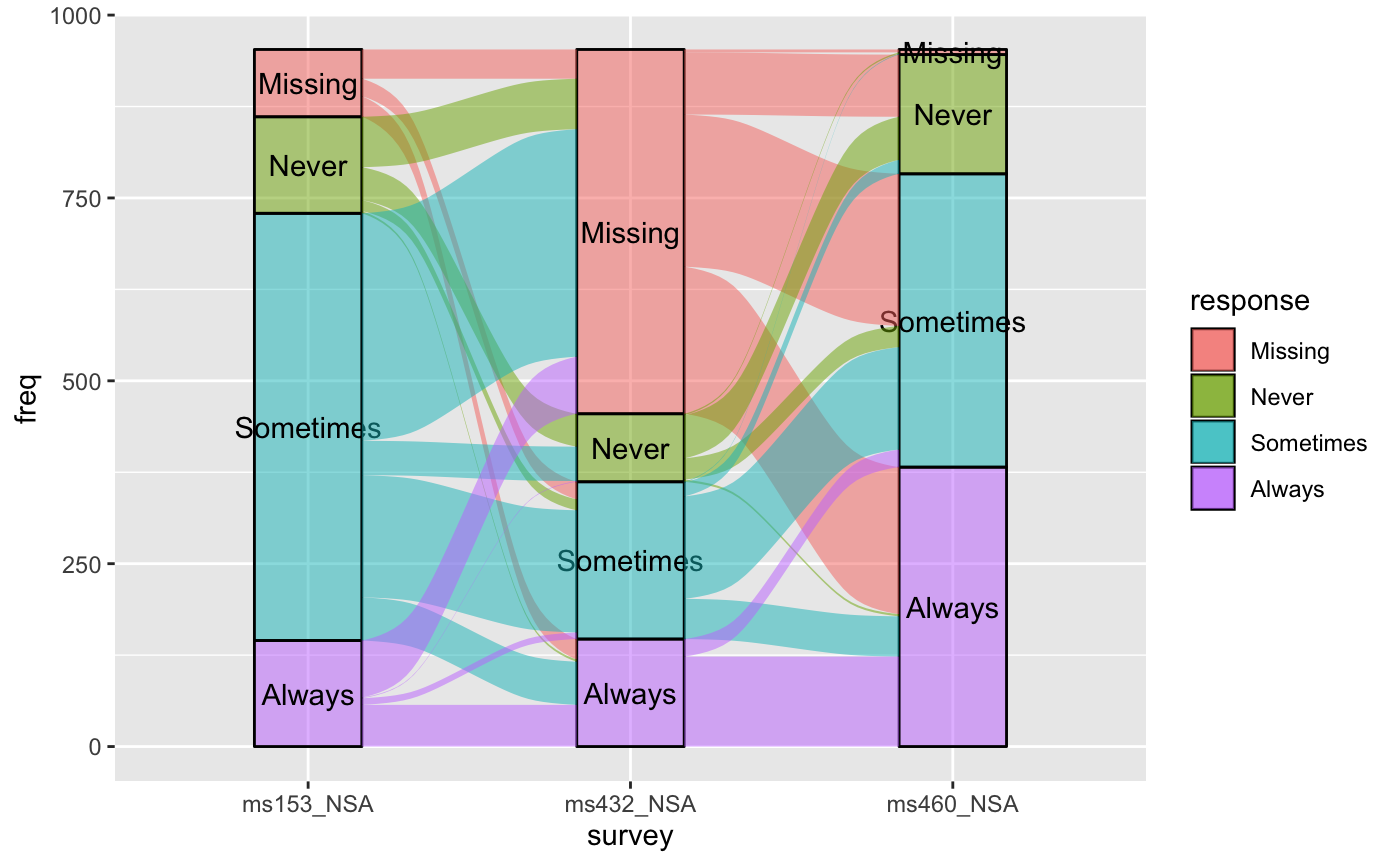 1000
750
500
250
0
freq
Missing
Never
Sometimes
Always
Missing
Never
Sometimes
Always
Missing
Never
Sometimes
Always
ms153_NSA
ms432_NSA
ms460_NSA
survey
response
Missing
Never
Sometimes
Always